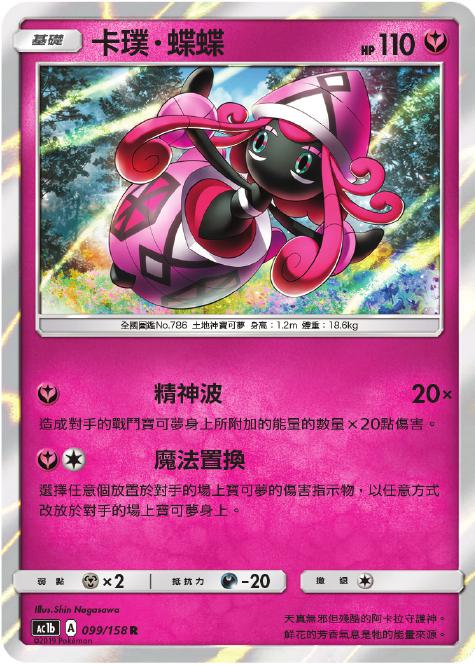 基礎 卡璞・蝶蝶 HP 110
全國圖鑑No.786 土地神寶可夢 身高：1.2m 體重：18.6kg
精神波 20×
造成對手的戰鬥寶可夢身上所附加的能量的數量×20點傷害。
魔法置換
選擇任意個放置於對手的場上寶可夢的傷害指示物，以任意方式
改放於對手的場上寶可夢身上。
弱點 ×2 抵抗力 -20 撤退
Illus.Shin Nagasawa
AC1b A 099/158 R
©2019 Pokémon
天真無邪但殘酷的阿卡拉守護神。
鮮花的芳香氣息是牠的能量來源。